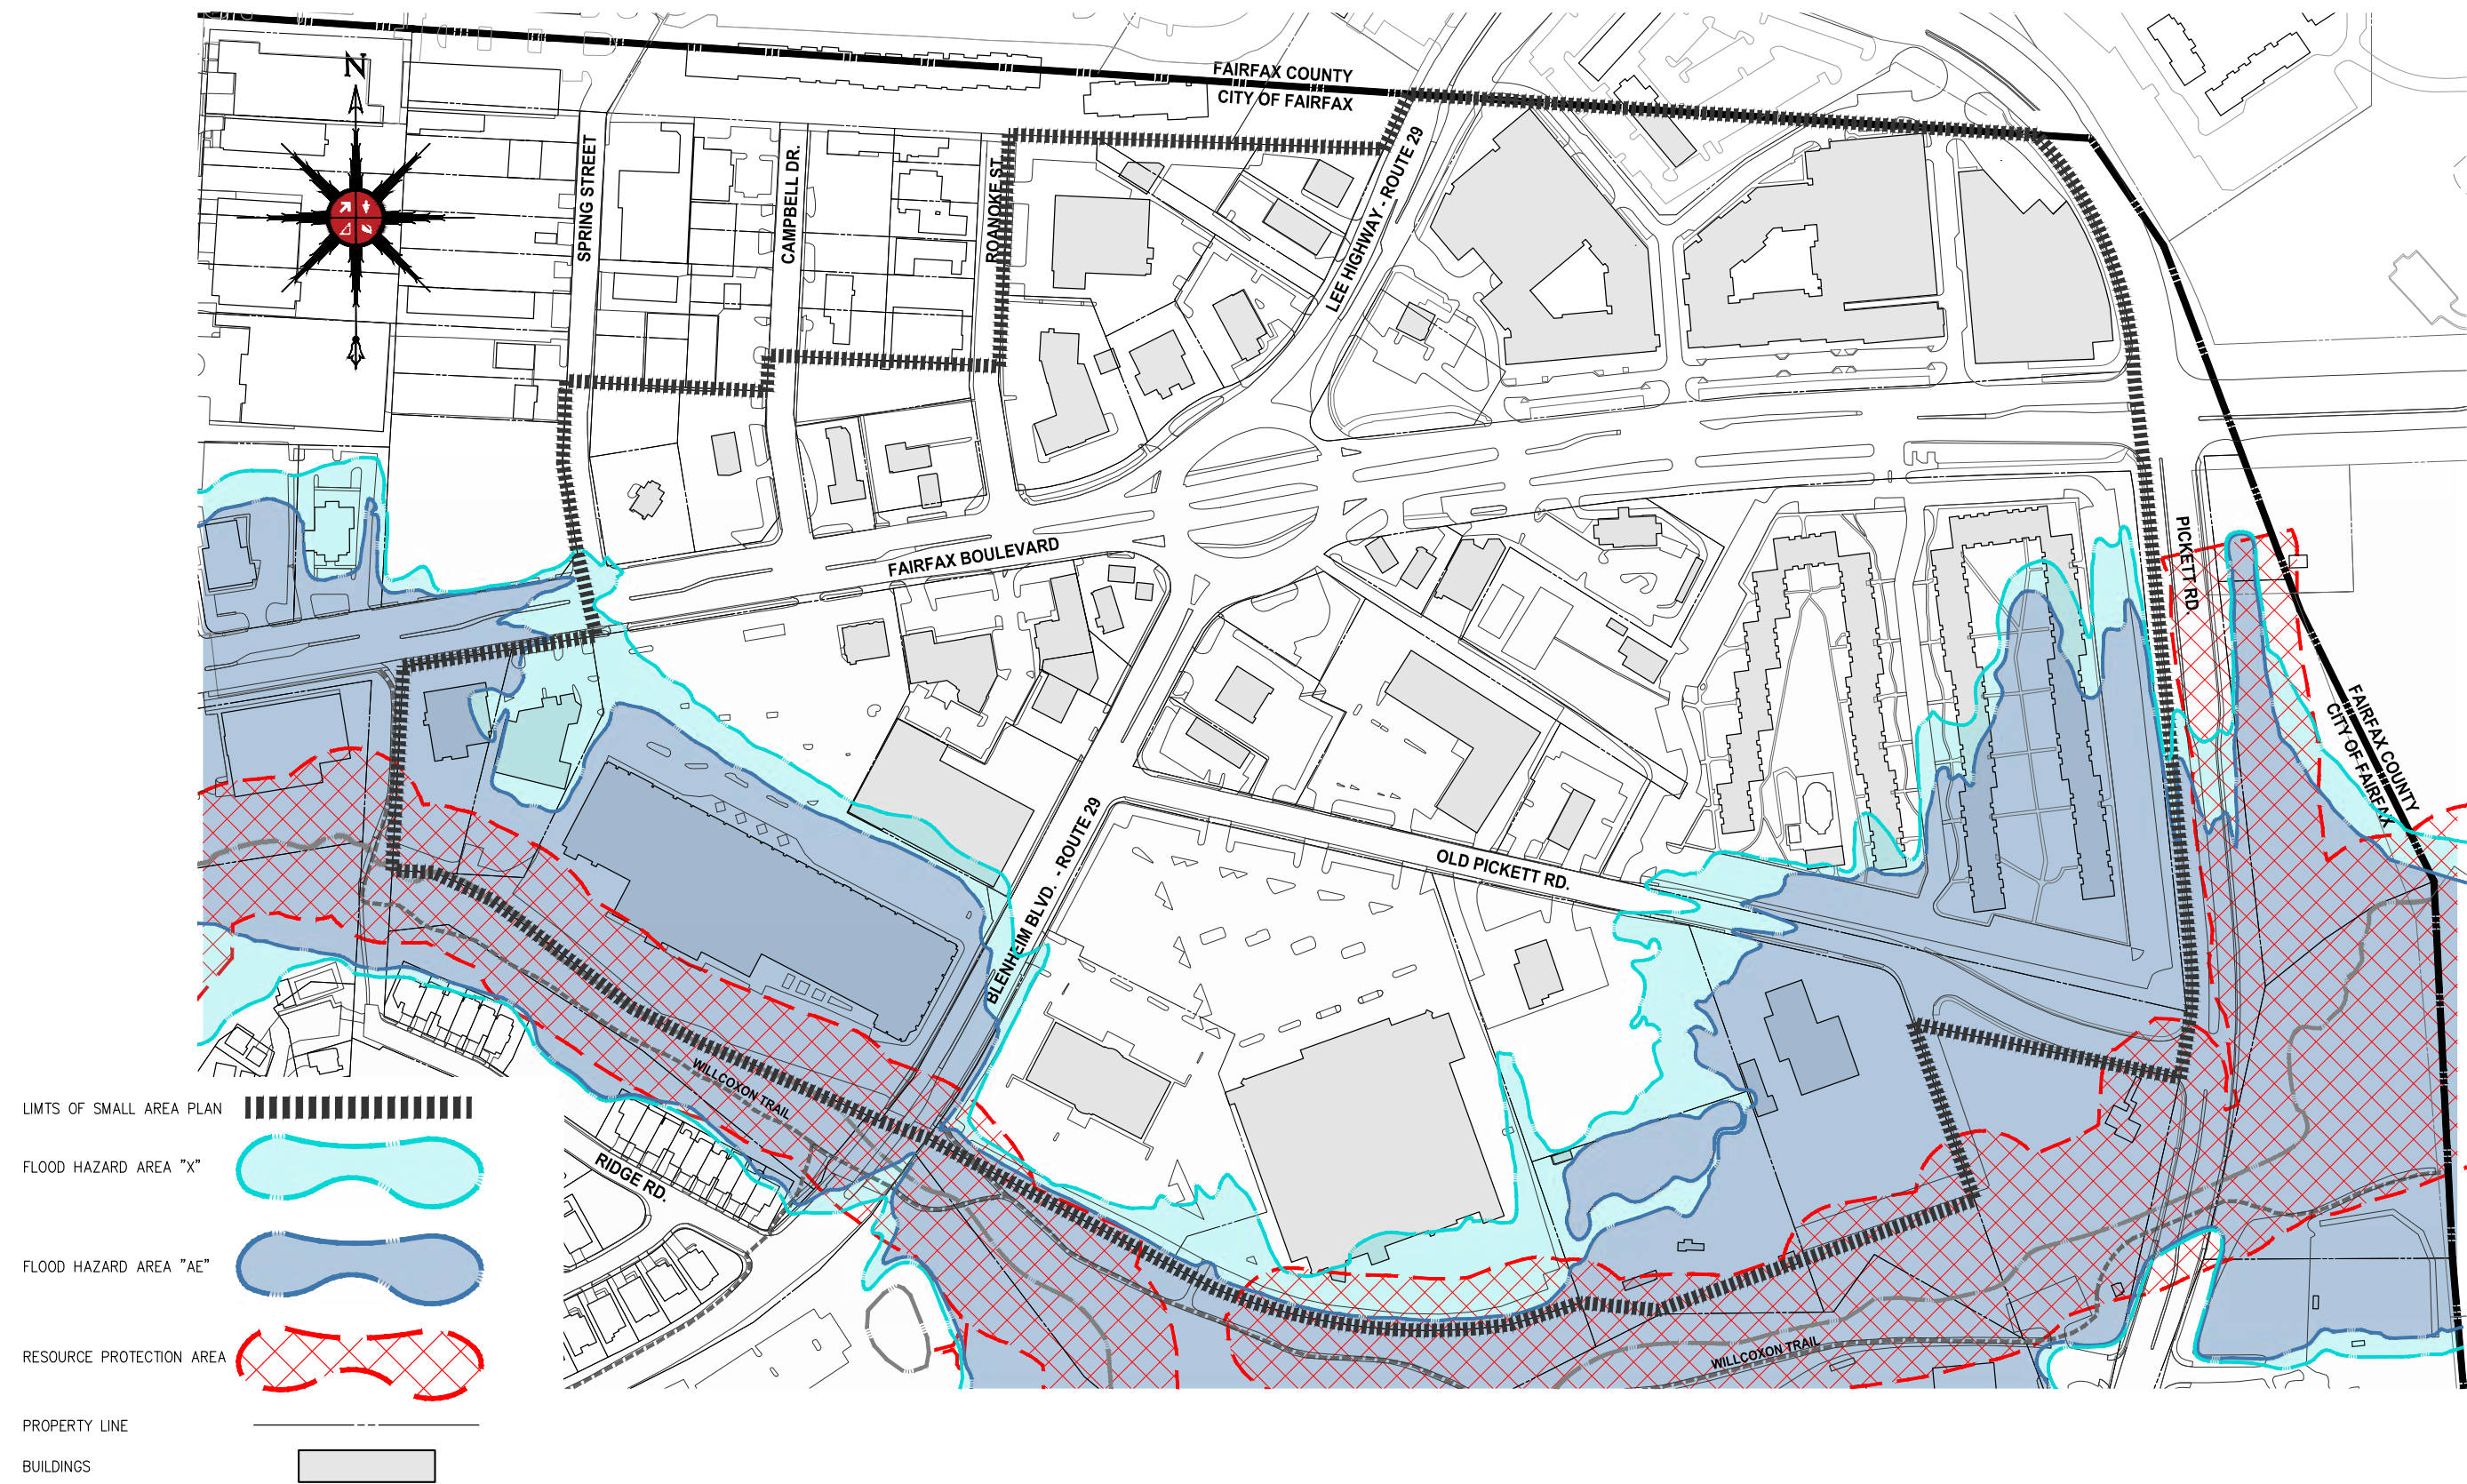 FAIRFAX COUNTY
CITY OF FAIRFAX
N
SPRING STREET
CAMPBELL DR.
ROANOKE ST
LEE HIGHWAY - ROUTE 29
FAIRFAX BOULEVARD
PICKETT RD
FAIRFAX COUNTY
CITY OF FAIRFAX
BLENHEIM BLVD. - ROUTE 29
OLD PICKETT RD.
WILLCOXON TRAIL
RIDGE RD.
WILLCOXON TRAIL
LIMTS OF SMALL AREA PLAN
FLOOD HAZARD AREA "X"
FLOOD HAZARD AREA "AE"
RESOURCE PROTECTION AREA
PROPERTY LINE
BUILDINGS